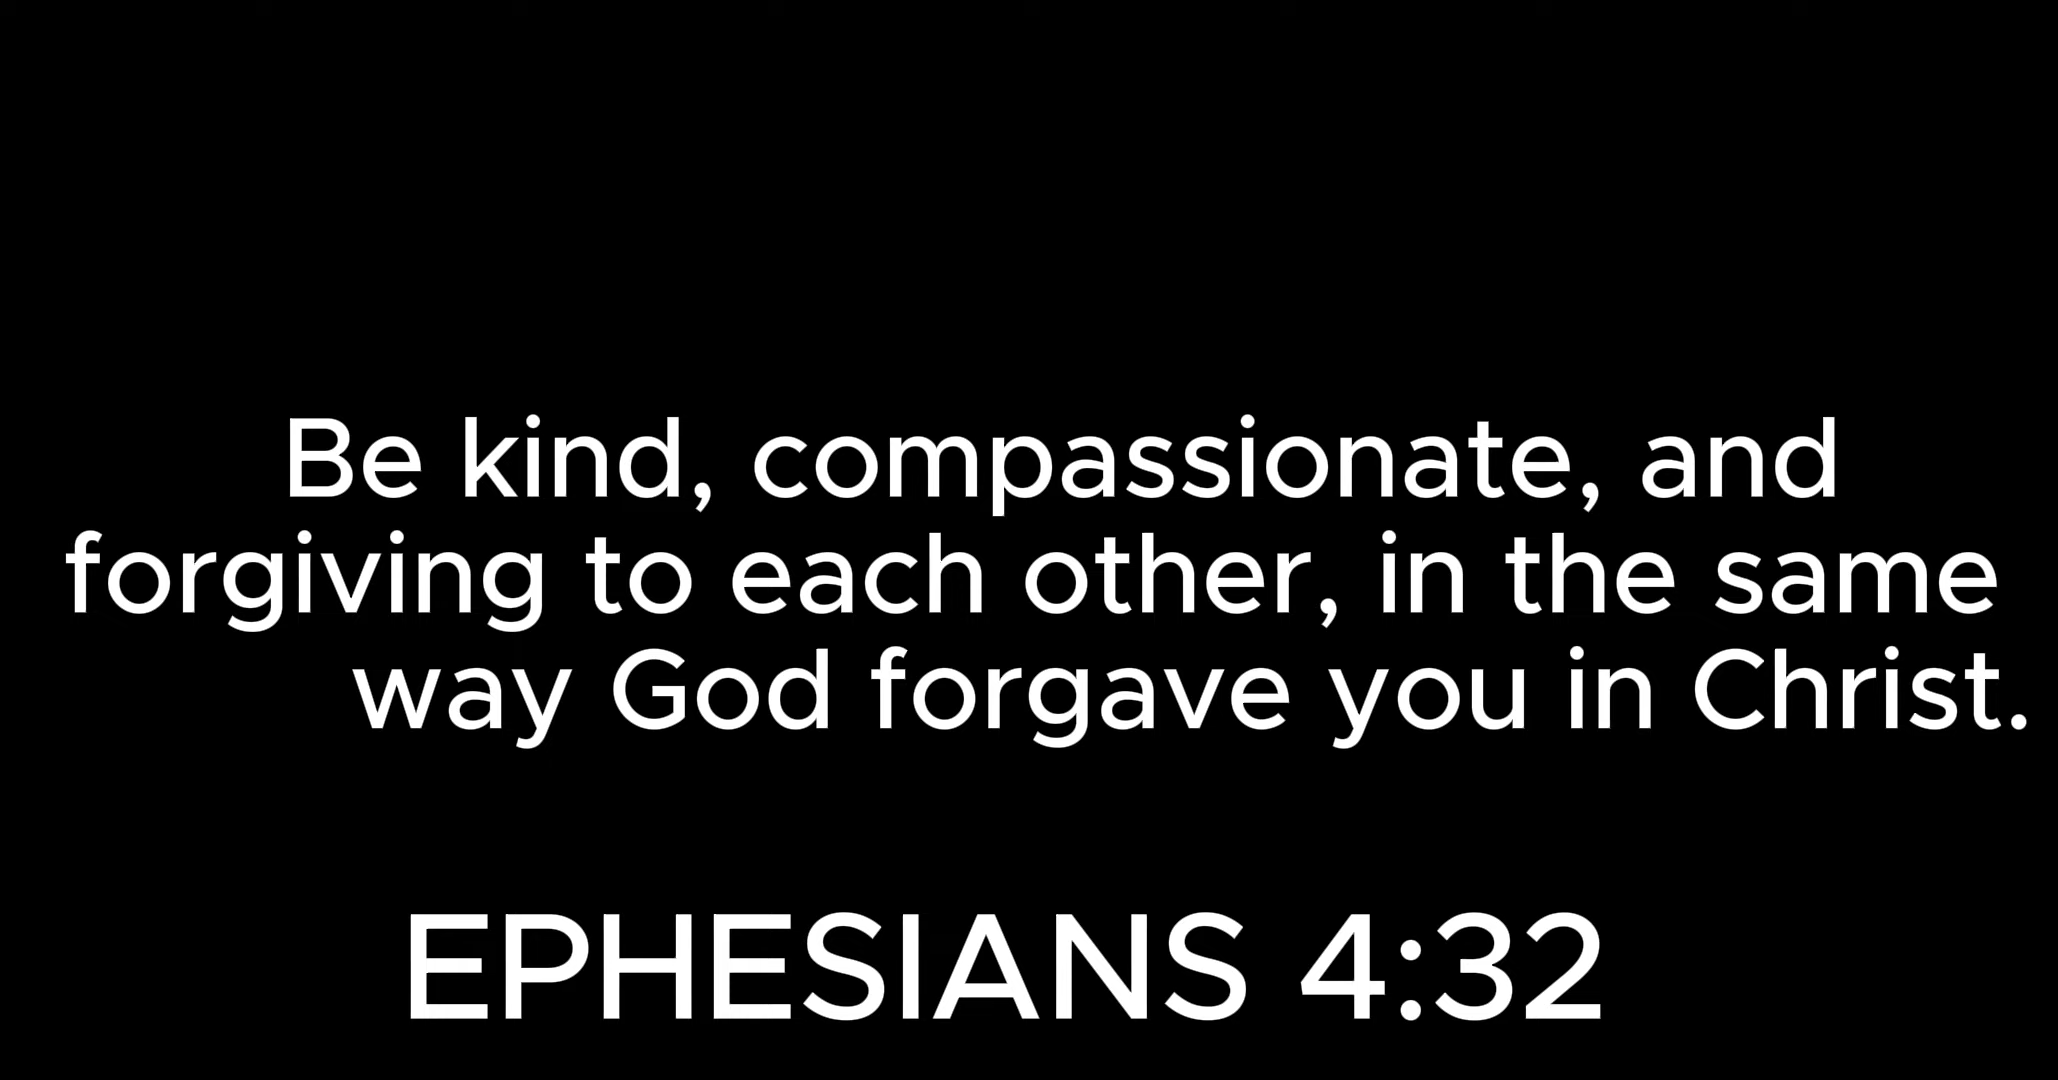 Be kind, compassionate, and
forgiving to each other, in the same
way God forgave you in Christ.
EPHESIANS 4:32